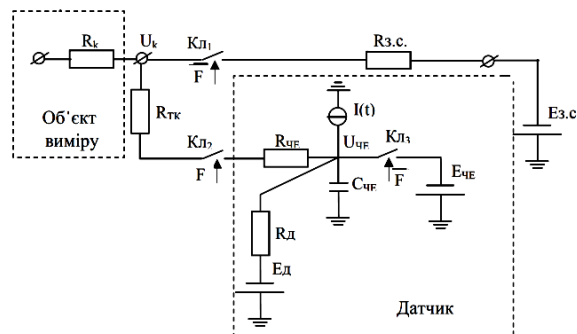 Rk
Uk
Кл1
F̅
Rз.с.
Об'єкт
виміру
RТК
I(t)
Eз.с
Кл2
F
RЧЕ
UЧЕ
Кл3
F̅
CЧЕ
EЧЕ
RД
EД
Датчик